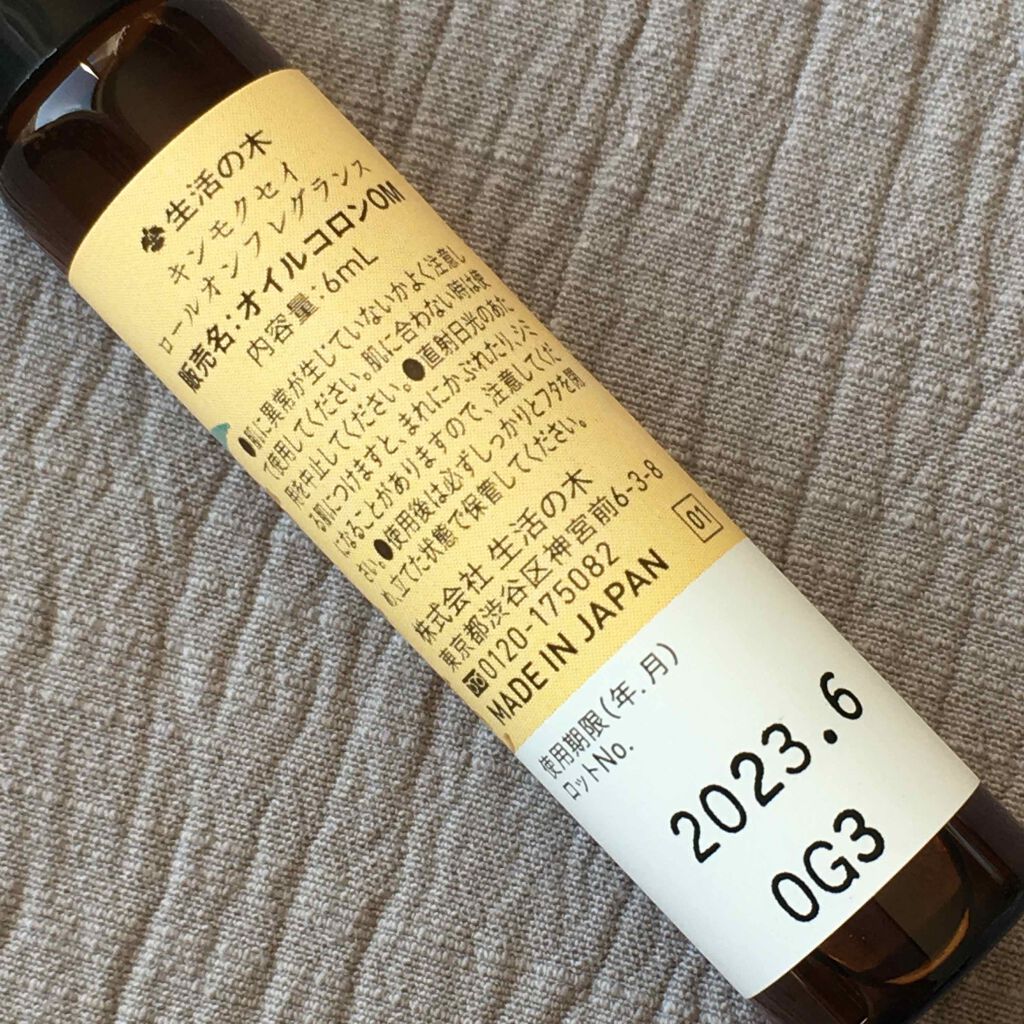 生活の木
キンモクセイ
ロールオンフレグランス
販売名:オイルコロンOM
内容量:6mL
●肌に異常が生じていないかよく注意し
て使用してください。肌に合わない時は使
用を中止してください。●直射日光のあた
るお肌につけますと、まれにかぶれたり、シミ
になることがありますので、注意してくだ
さい。●使用後は必ずしっかりとフタを閉
め、立てた状態で保管してください。
株式会社 生活の木
東京都渋谷区神宮前6-3-8
0120-175082
MADE IN JAPAN
01
使用期限(年.月)
ロットNo.
2023.6
0G3